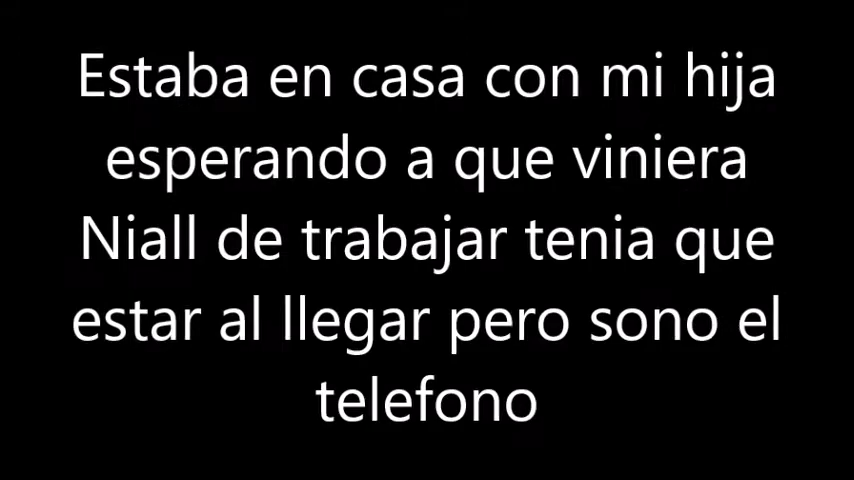 Estaba en casa con mi hija
esperando a que viniera
Niall de trabajar tenia que
estar al llegar pero sono el
telefono